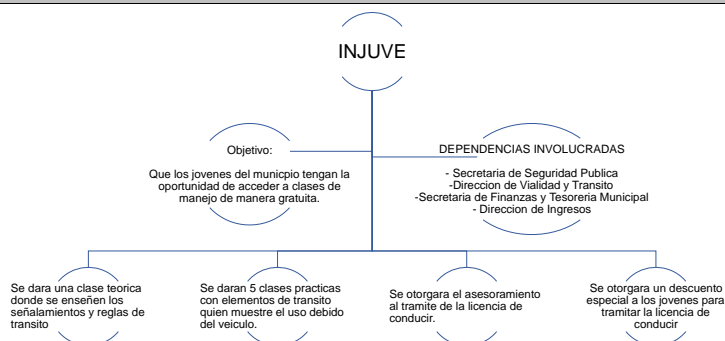 INJUVE
Objetivo:
Que los jovenes del municpio tengan la
oportunidad de acceder a clases de
manejo de manera gratuita.
DEPENDENCIAS INVOLUCRADAS
- Secretaria de Seguridad Publica
-Direccion de Vialidad y Transito
-Secretaria de Finanzas y Tesoreria Municipal
- Direccion de Ingresos
Se dara una clase teorica
donde se enseñen los
señalamientos y reglas de
transito
Se daran 5 clases practicas
con elementos de transito
quien muestre el uso debido
del veiculo.
Se otorgara el asesoramiento
al tramite de la licencia de
conducir.
Se otorgara un descuento
especial a los jovenes para
tramitar la licencia de
conducir